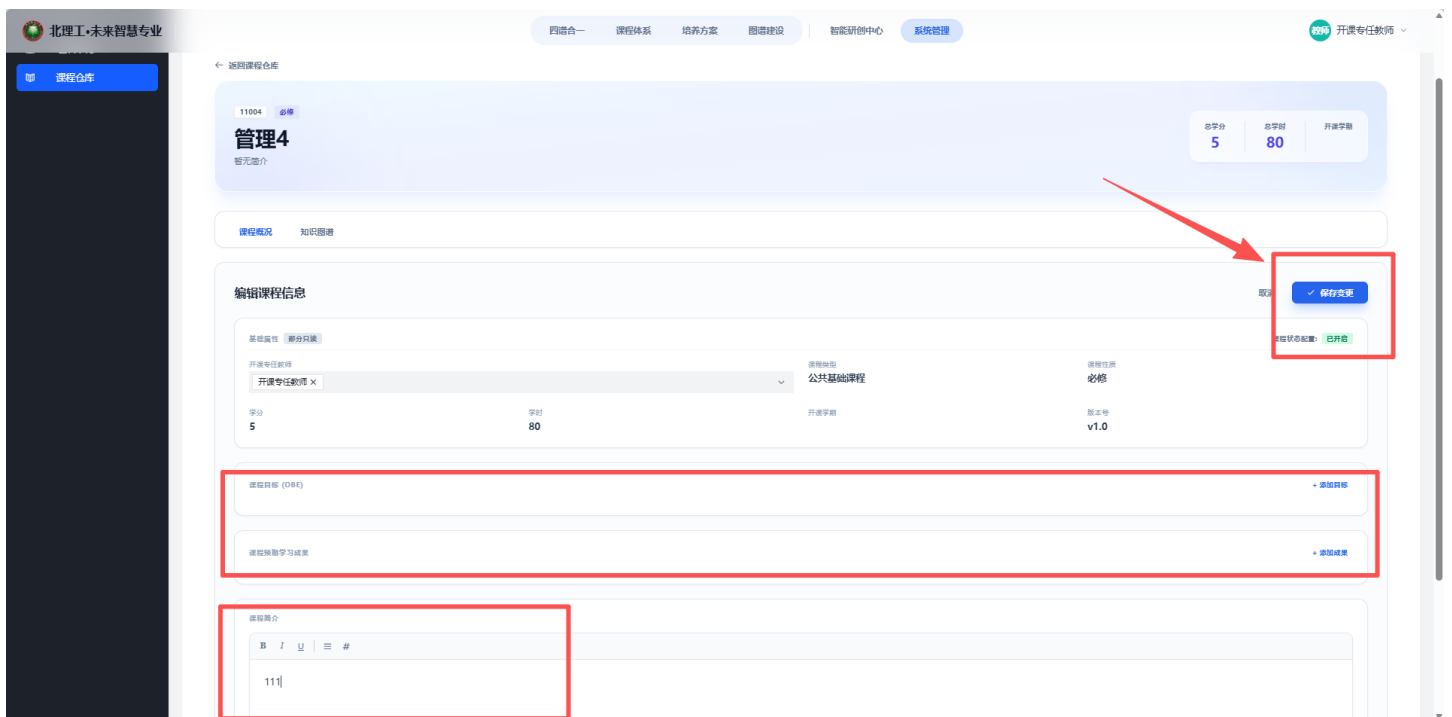 北理工•未来智慧专业
四谱合一 课程体系 培养方案 图谱建设 智能研创中心 系统管理
教师 开课专任教师
课程仓库
← 返回课程仓库
11004 必修
管理4
暂无简介
总学分 总学时 开课学期
5 80
课程概况 知识图谱
编辑课程信息
取消 ✓ 保存变更
基础属性 部分只读
程状态配置: 已开启
开课专任教师 课程类型 课程性质
开课专任教师 × 公共基础课程 必修
学分 学时 开课学期 版本号
5 80 v1.0
课程目标 (OBE) + 添加目标
课程预期学习成果 + 添加成果
课程简介
B I U ≡ #
111